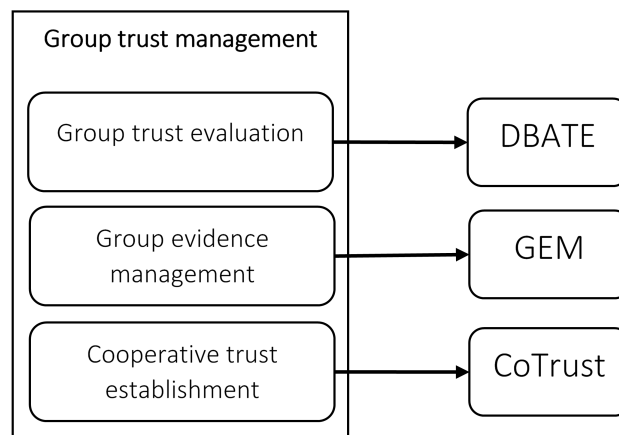 Group trust management
Group trust evaluation
DBATE
Group evidence
management
GEM
Cooperative trust
establishment
CoTrust